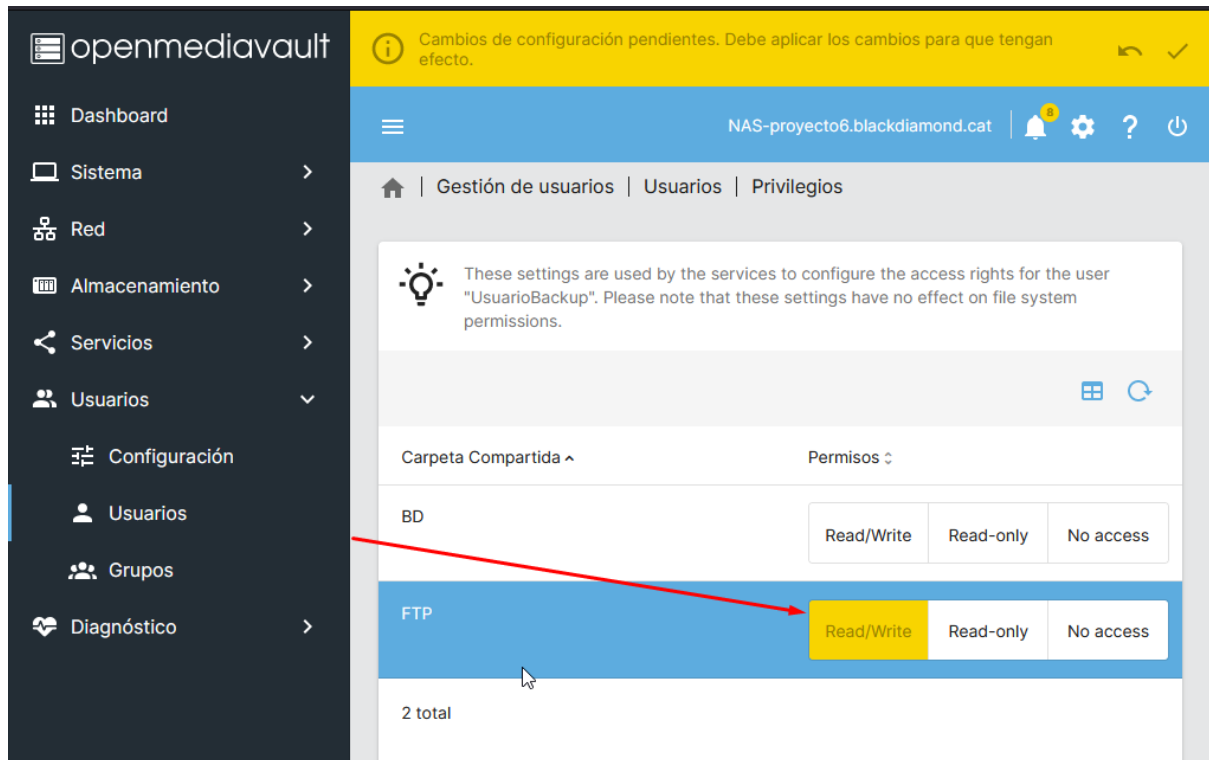 openmediavault
Cambios de configuración pendientes. Debe aplicar los cambios para que tengan
efecto.
Dashboard
NAS-proyecto6.blackdiamond.cat
8
?
Sistema
Gestión de usuarios | Usuarios | Privilegios
Red
Almacenamiento
These settings are used by the services to configure the access rights for the user
"UsuarioBackup". Please note that these settings have no effect on file system
permissions.
Servicios
Usuarios
Configuración
Usuarios
Grupos
Diagnóstico
Carpeta Compartida
Permisos
BD
Read/Write
Read-only
No access
FTP
Read/Write
Read-only
No access
2 total